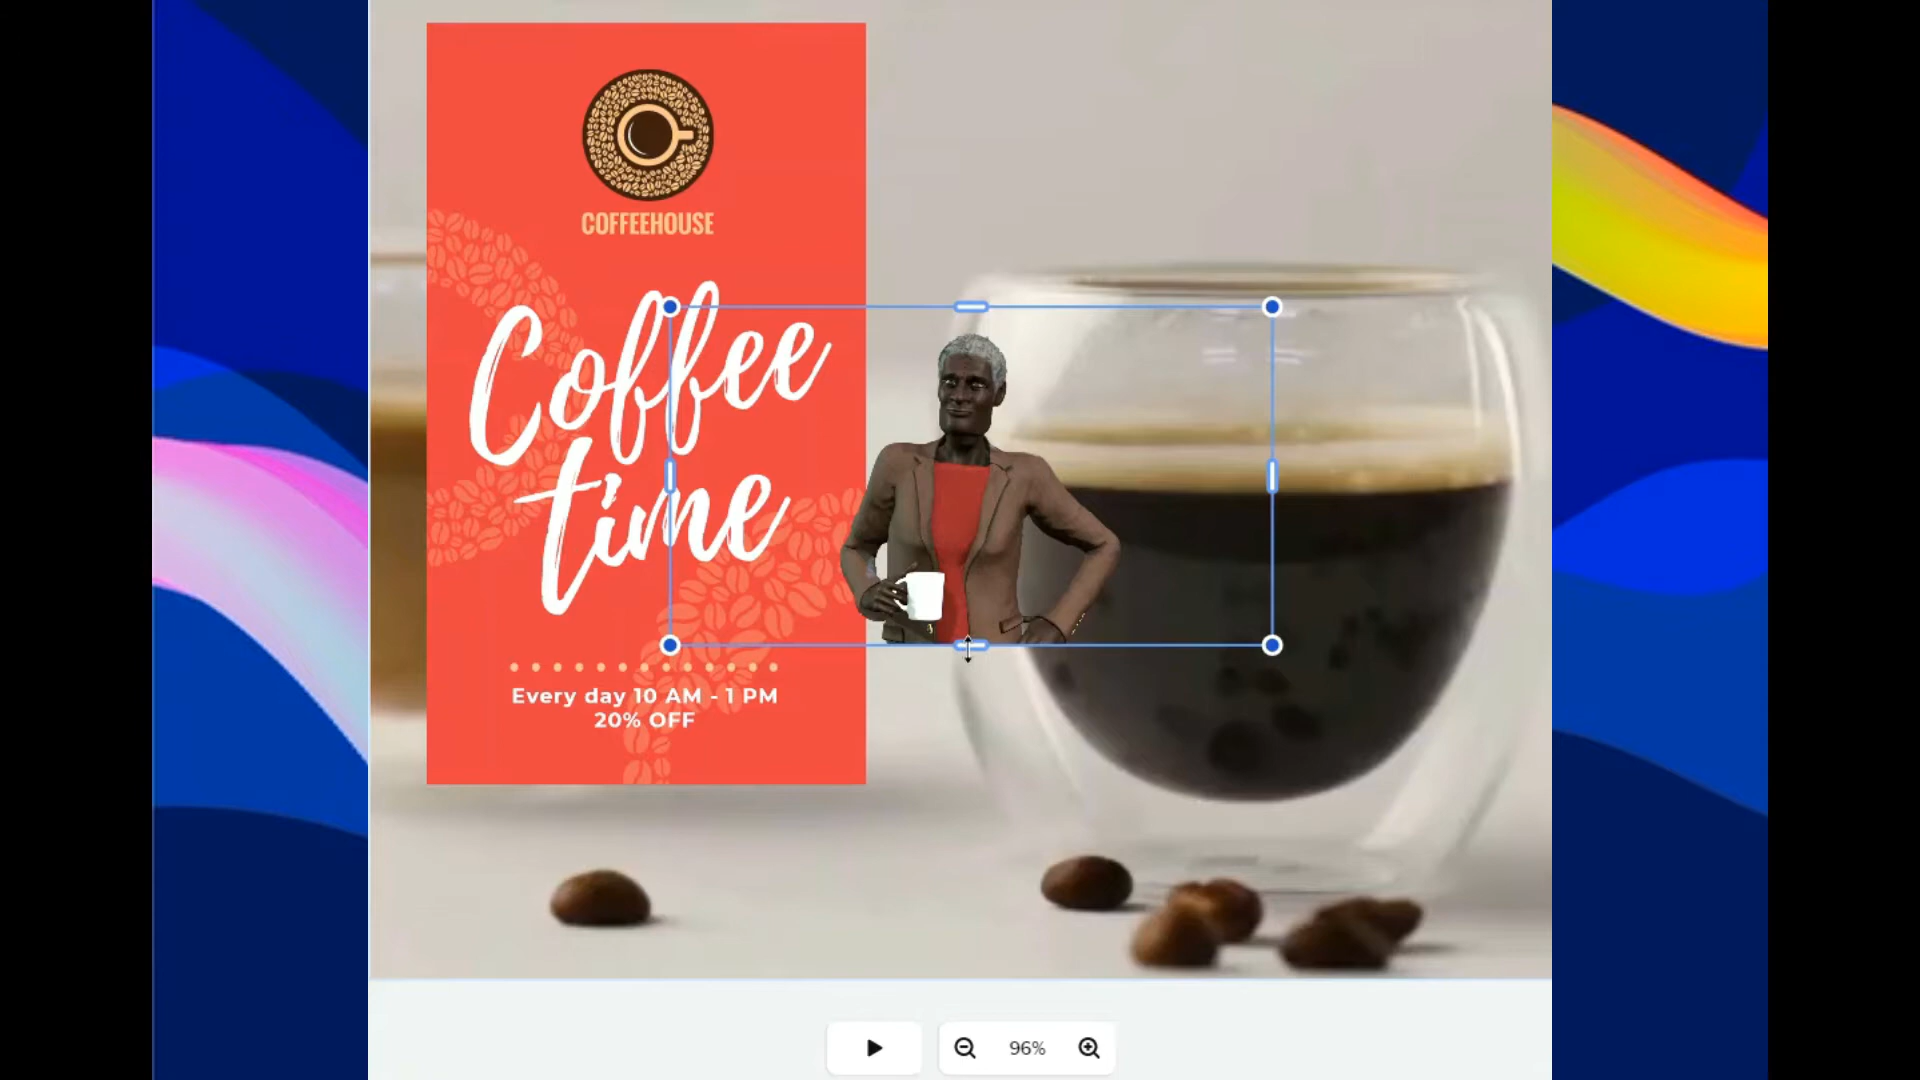 COFFEEHOUSE
Coffee
time
Every day 10 AM - 1 PM
20% OFF
96%